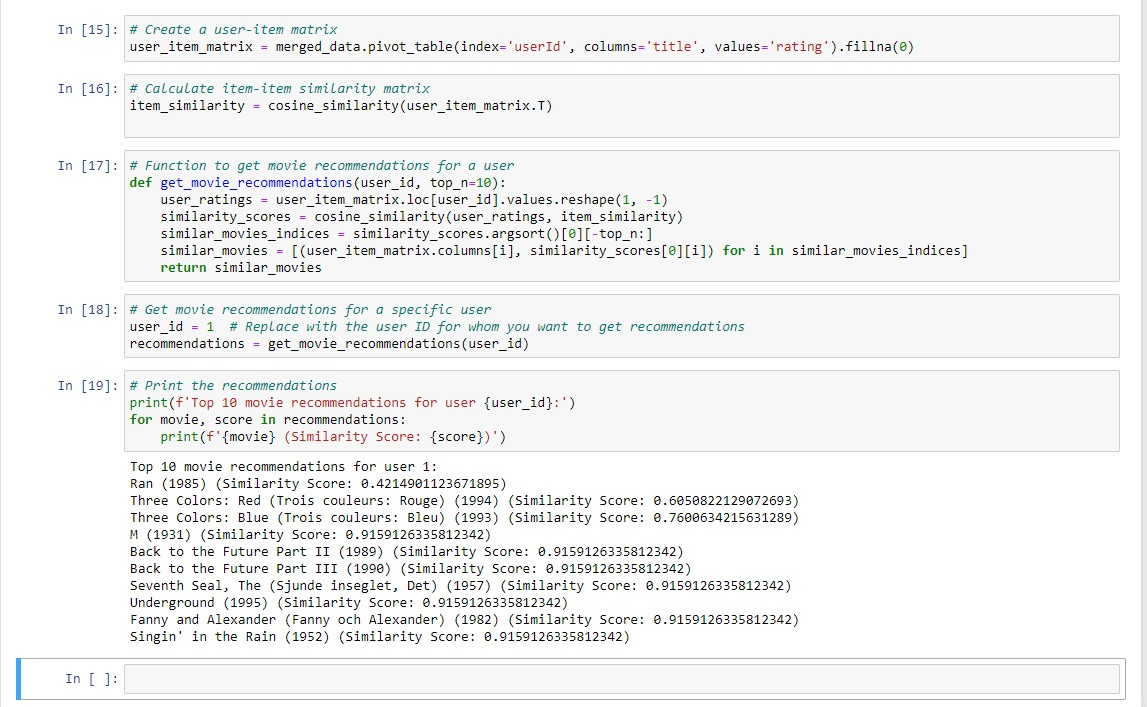 In [15]: # Create a user-item matrix
user_item_matrix = merged_data.pivot_table(index='userId', columns='title', values='rating').fillna(0)
In [16]: # Calculate item-item similarity matrix
item_similarity = cosine_similarity(user_item_matrix.T)
In [17]: # Function to get movie recommendations for a user
def get_movie_recommendations(user_id, top_n=10):
    user_ratings = user_item_matrix.loc[user_id].values.reshape(1, -1)
    similarity_scores = cosine_similarity(user_ratings, item_similarity)
    similar_movies_indices = similarity_scores.argsort()[0][-top_n:]
    similar_movies = [(user_item_matrix.columns[i], similarity_scores[0][i]) for i in similar_movies_indices]
    return similar_movies
In [18]: # Get movie recommendations for a specific user
user_id = 1  # Replace with the user ID for whom you want to get recommendations
recommendations = get_movie_recommendations(user_id)
In [19]: # Print the recommendations
print(f'Top 10 movie recommendations for user {user_id}:')
for movie, score in recommendations:
    print(f'{movie} (Similarity Score: {score})')
Top 10 movie recommendations for user 1:
Ran (1985) (Similarity Score: 0.4214901123671895)
Three Colors: Red (Trois couleurs: Rouge) (1994) (Similarity Score: 0.6050822129072693)
Three Colors: Blue (Trois couleurs: Bleu) (1993) (Similarity Score: 0.7600634215631289)
M (1931) (Similarity Score: 0.9159126335812342)
Back to the Future Part II (1989) (Similarity Score: 0.9159126335812342)
Back to the Future Part III (1990) (Similarity Score: 0.9159126335812342)
Seventh Seal, The (Sjunde inseglet, Det) (1957) (Similarity Score: 0.9159126335812342)
Underground (1995) (Similarity Score: 0.9159126335812342)
Fanny and Alexander (Fanny och Alexander) (1982) (Similarity Score: 0.9159126335812342)
Singin' in the Rain (1952) (Similarity Score: 0.9159126335812342)
In [ ]: